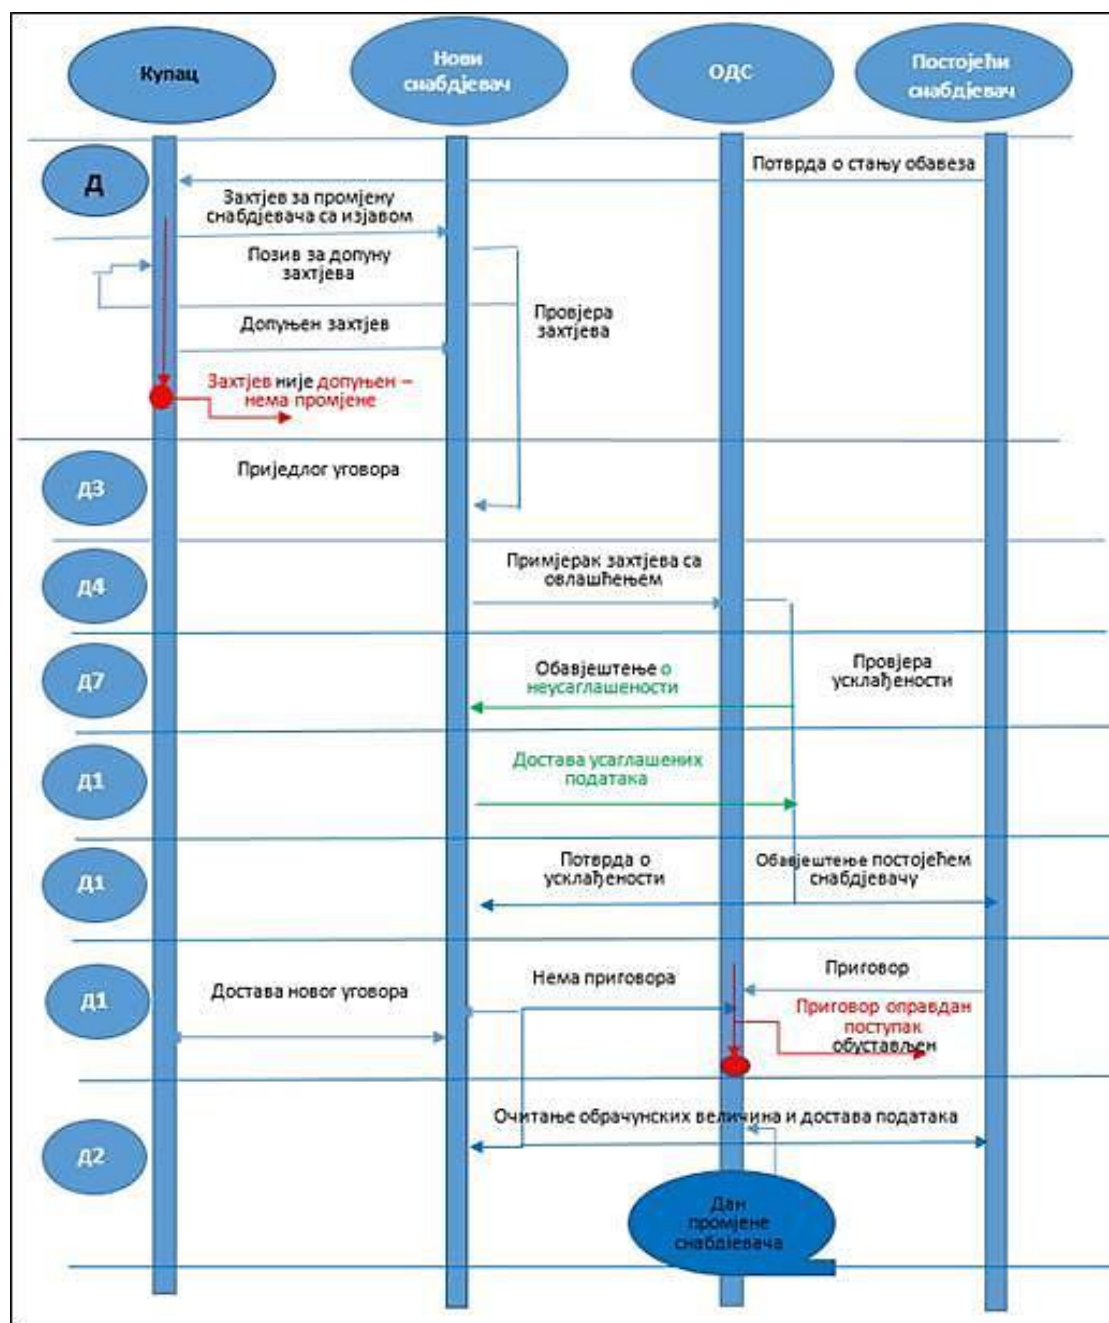 Купац
Нови
снабдјевач
ОДС
Постојећи
снабдјевач
Д
Потврда о стању обавеза
Захтјев за промјену
снабдјевача са изјавом
Позив за допуну
захтјева
Провјера
захтјева
Допуњен захтјев
Захтјев није допуњен –
нема промјене
Д3
Приједлог уговора
Д4
Примјерак захтјева са
овлашћењем
Д7
Обавјештење о
неусаглашености
Провјера
усклађености
Д1
Достава усаглашених
података
Д1
Потврда о
усклађености
Обавјештење постојећем
снабдјевачу
Д1
Достава новог уговора
Нема приговора
Приговор
Приговор оправдан
поступак
обустављен
Д2
Очитање обрачунских величина и достава података
Дан
промјене
снабдјевача